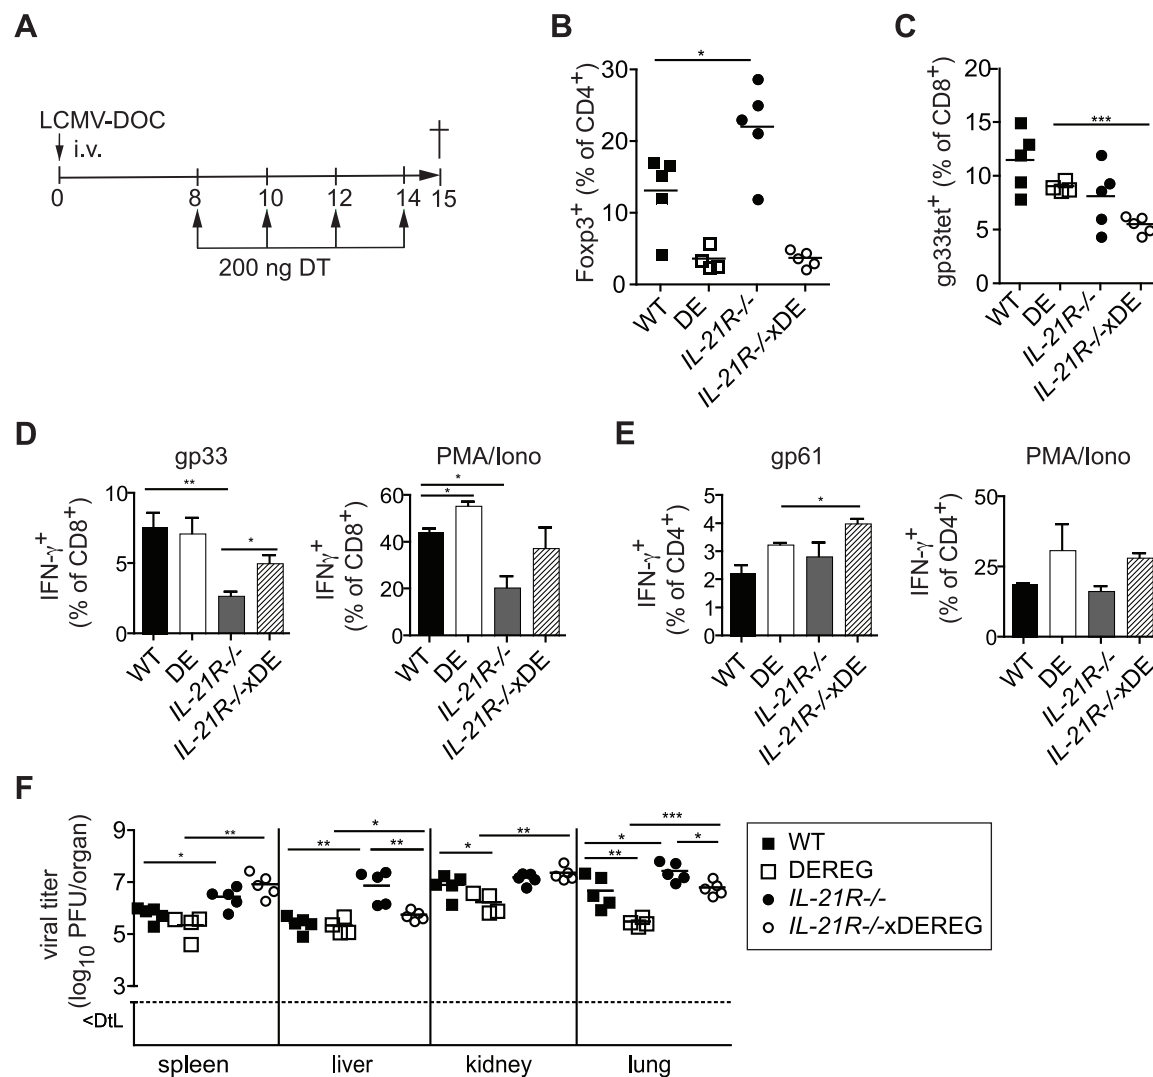 A
LCMV-DOC
i.v.
0
8
10
12
14
15
200 ng DT
B
*
Foxp3⁺ (% of CD4⁺)
30
20
10
0
WT
DE
IL-21R-/-
IL-21R-/-xDE
C
***
gp33tet⁺ (% of CD8⁺)
20
15
10
5
0
WT
DE
IL-21R-/-
IL-21R-/-xDE
D
gp33
**
*
IFN-γ⁺
(% of CD8⁺)
10
5
0
WT
DE
IL-21R-/-
IL-21R-/-xDE
PMA/Iono
*
*
IFNγ⁺
(% of CD8⁺)
60
40
20
0
WT
DE
IL-21R-/-
IL-21R-/-xDE
E
gp61
*
IFN-γ⁺
(% of CD4⁺)
5
4
3
2
1
0
WT
DE
IL-21R-/-
IL-21R-/-xDE
PMA/Iono
IFN-γ⁺
(% of CD4⁺)
50
25
0
WT
DE
IL-21R-/-
IL-21R-/-xDE
F
viral titer
(log₁₀ PFU/organ)
9
7
5
3
<DtL
**
*
*
**
**
**
*
***
*
**
*
spleen
liver
kidney
lung
WT
DEREG
IL-21R-/-
IL-21R-/-xDEREG